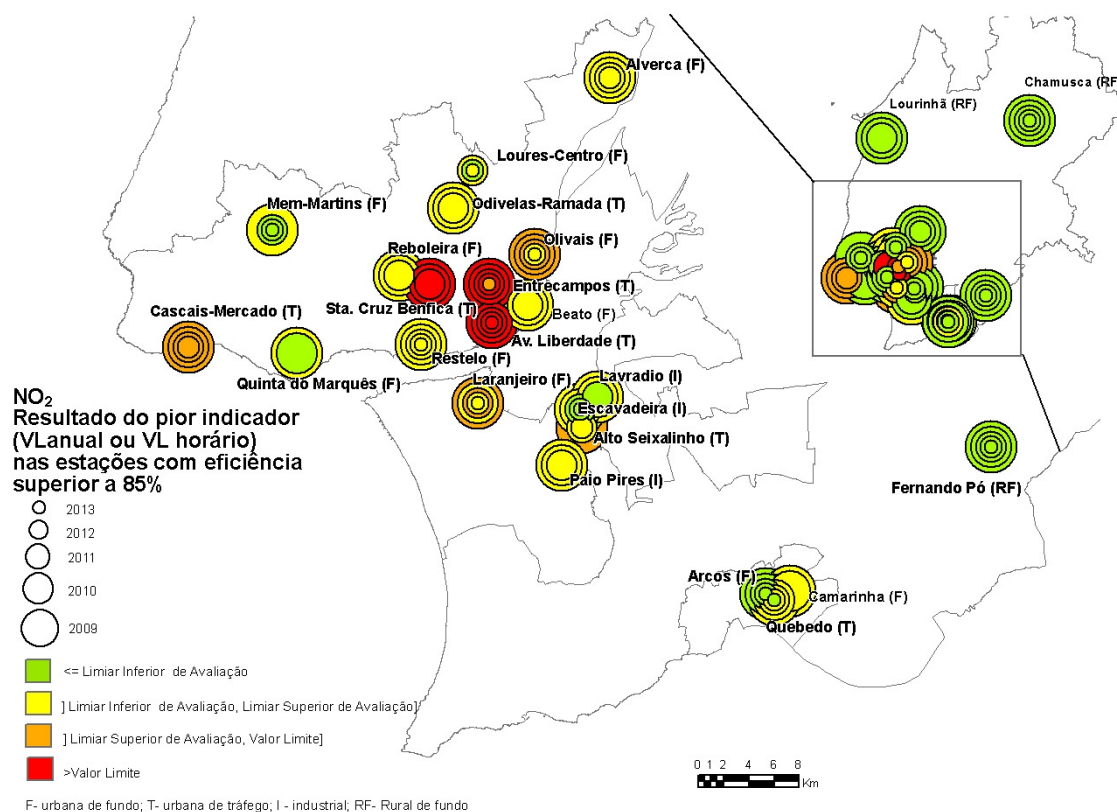 Alverca (F)
Chamusca (RF
Lourinhã (RF)
Loures-Centro (F)
Mem-Martins (F)
Odivelas-Ramada (T)
Olivais (F)
Reboleira (F)
Entrecampos (T)
Sta. Cruz Benfica (T)
Beato (F)
Cascais-Mercado (T)
Av. Liberdade (T)
Restelo (F)
Quinta do Marquês (F)
Laranjeiro (F)
Lavradio (I)
Escavadeira (I)
Alto Seixalinho (T)
Paio Pires (I)
Fernando Pó (RF)
Arcos (F)
Camarinha (F)
Quebedo (T)
NO₂
Resultado do pior indicador
(VLanual ou VL horário)
nas estações com eficiência
superior a 85%
2013
2012
2011
2010
2009
<= Limiar Inferior de Avaliação
] Limiar Inferior de Avaliação, Limiar Superior de Avaliação]
] Limiar Superior de Avaliação, Valor Limite]
>Valor Limite
0 1 2 4 6 8
Km
F- urbana de fundo; T- urbana de tráfego; I - industrial; RF- Rural de fundo